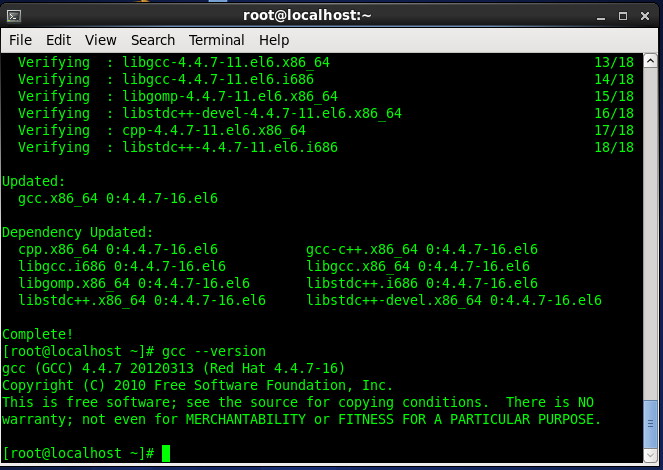 root@localhost:~
File Edit View Search Terminal Help
Verifying : libgcc-4.4.7-11.el6.x86_64 13/18
Verifying : libgcc-4.4.7-11.el6.i686 14/18
Verifying : libgomp-4.4.7-11.el6.x86_64 15/18
Verifying : libstdc++-devel-4.4.7-11.el6.x86_64 16/18
Verifying : cpp-4.4.7-11.el6.x86_64 17/18
Verifying : libstdc++-4.4.7-11.el6.i686 18/18
Updated:
gcc.x86_64 0:4.4.7-16.el6
Dependency Updated:
cpp.x86_64 0:4.4.7-16.el6 gcc-c++.x86_64 0:4.4.7-16.el6
libgcc.i686 0:4.4.7-16.el6 libgcc.x86_64 0:4.4.7-16.el6
libgomp.x86_64 0:4.4.7-16.el6 libstdc++.i686 0:4.4.7-16.el6
libstdc++.x86_64 0:4.4.7-16.el6 libstdc++-devel.x86_64 0:4.4.7-16.el6
Complete!
[root@localhost ~]# gcc --version
gcc (GCC) 4.4.7 20120313 (Red Hat 4.4.7-16)
Copyright (C) 2010 Free Software Foundation, Inc.
This is free software; see the source for copying conditions. There is NO
warranty; not even for MERCHANTABILITY or FITNESS FOR A PARTICULAR PURPOSE.
[root@localhost ~]#